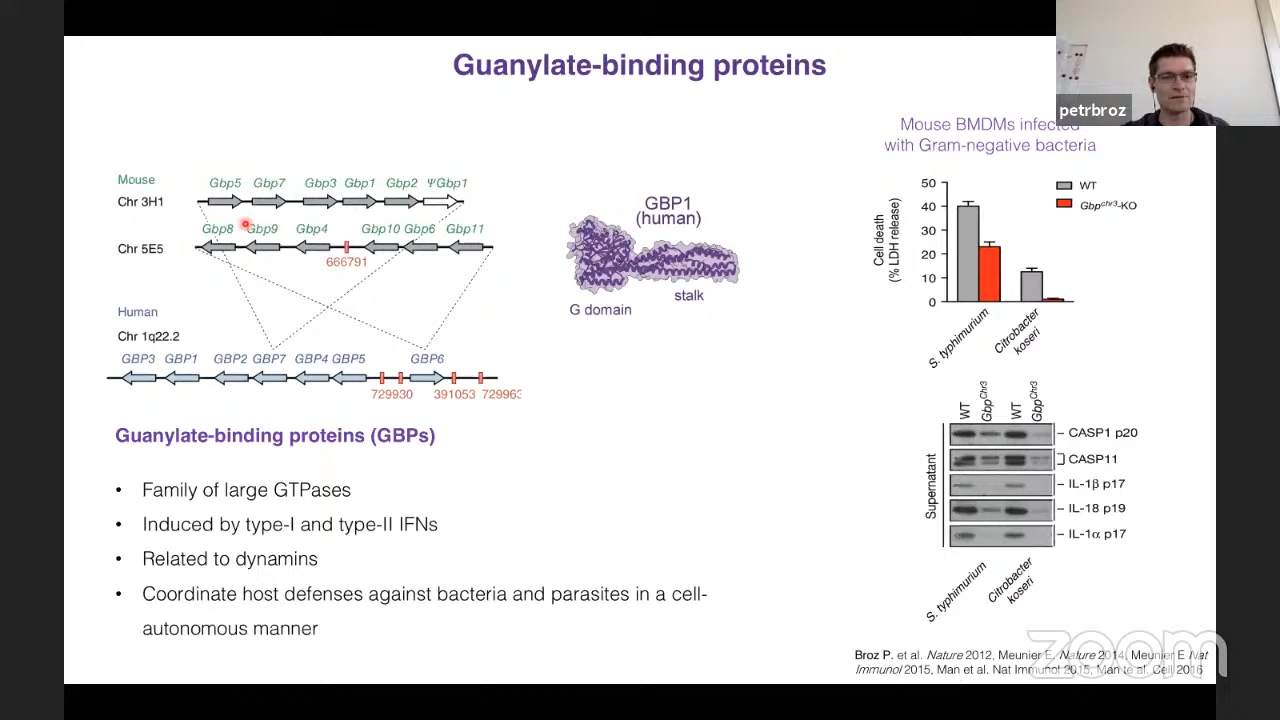 Guanylate-binding proteins
petrbroz
Mouse BMDMs infected
with Gram-negative bacteria
Mouse
Gbp5 Gbp7 Gbp3 Gbp1 Gbp2 ΨGbp1
Chr 3H1
Gbp8 Gbp9 Gbp4 Gbp10 Gbp6 Gbp11
Chr 5E5
666791
Human
Chr 1q22.2
GBP3 GBP1 GBP2 GBP7 GBP4 GBP5 GBP6
729930 391053 729963
GBP1
(human)
G domain
stalk
50
40
30
20
10
0
Cell death
(% LDH release)
WT
Gbpchr3-KO
S. typhimurium
Citrobacter
koseri
WT GbpChr3 WT GbpChr3
Supernatant
CASP1 p20
CASP11
IL-1β p17
IL-18 p19
IL-1α p17
S. typhimurium
Citrobacter
koseri
Guanylate-binding proteins (GBPs)
• Family of large GTPases
• Induced by type-I and type-II IFNs
• Related to dynamins
• Coordinate host defenses against bacteria and parasites in a cell-
autonomous manner
Broz P. et al. Nature 2012, Meunier E. Nature 2014, Meunier E Nat
Immunol 2015, Man et al. Nat Immunol 2015, Man te al. Cell 2016
zoom